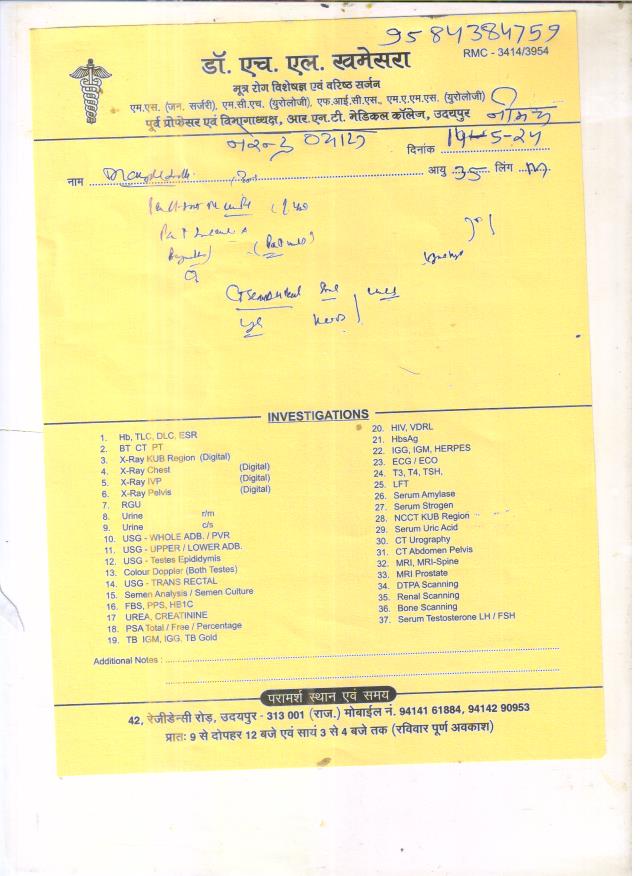 9584384759
डॉ. एच. एल. खमेसरा
RMC - 3414/3954
मूत्र रोग विशेषज्ञ एवं वरिष्ठ सर्जन
एम.एस. (जन. सर्जरी), एम.सी.एच. (युरोलोजी), एफ.आई.सी.एस., एम.ए.एम.एस. (युरोलोजी)
पूर्व प्रोफेसर एवं विभागाध्यक्ष, आर.एन.टी. मेडिकल कॉलेज, उदयपुर
दिनांक 19-5-24
नाम आयु 35 लिंग M
INVESTIGATIONS
1. Hb, TLC, DLC, ESR
2. BT CT PT
3. X-Ray KUB Region (Digital)
4. X-Ray Chest (Digital)
5. X-Ray IVP (Digital)
6. X-Ray Pelvis (Digital)
7. RGU
8. Urine r/m
9. Urine c/s
10. USG - WHOLE ADB. / PVR
11. USG - UPPER / LOWER ADB.
12. USG - Testes Epididymis
13. Colour Doppler (Both Testes)
14. USG - TRANS RECTAL
15. Semen Analysis / Semen Culture
16. FBS, PPS, HB1C
17 UREA, CREATININE
18. PSA Total / Free / Percentage
19. TB IGM, IGG, TB Gold
20. HIV, VDRL
21. HbsAg
22. IGG, IGM, HERPES
23. ECG / ECO
24. T3, T4, TSH,
25. LFT
26. Serum Amylase
27. Serum Strogen
28. NCCT KUB Region
29. Serum Uric Acid
30. CT Urography
31. CT Abdomen Pelvis
32. MRI, MRI-Spine
33. MRI Prostate
34. DTPA Scanning
35. Renal Scanning
36. Bone Scanning
37. Serum Testosterone LH / FSH
Additional Notes :
परामर्श स्थान एवं समय
42, रेजीडेन्सी रोड़, उदयपुर - 313 001 (राज.) मोबाईल नं. 94141 61884, 94142 90953
प्रातः 9 से दोपहर 12 बजे एवं सायं 3 से 4 बजे तक (रविवार पूर्ण अवकाश)